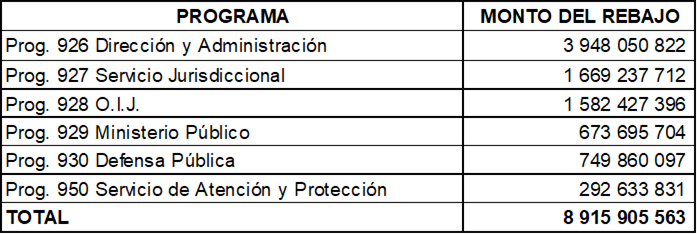 PROGRAMA MONTO DEL REBAJO
Prog. 926 Dirección y Administración 3 948 050 822
Prog. 927 Servicio Jurisdiccional 1 669 237 712
Prog. 928 O.I.J. 1 582 427 396
Prog. 929 Ministerio Público 673 695 704
Prog. 930 Defensa Pública 749 860 097
Prog. 950 Servicio de Atención y Protección 292 633 831
TOTAL 8 915 905 563